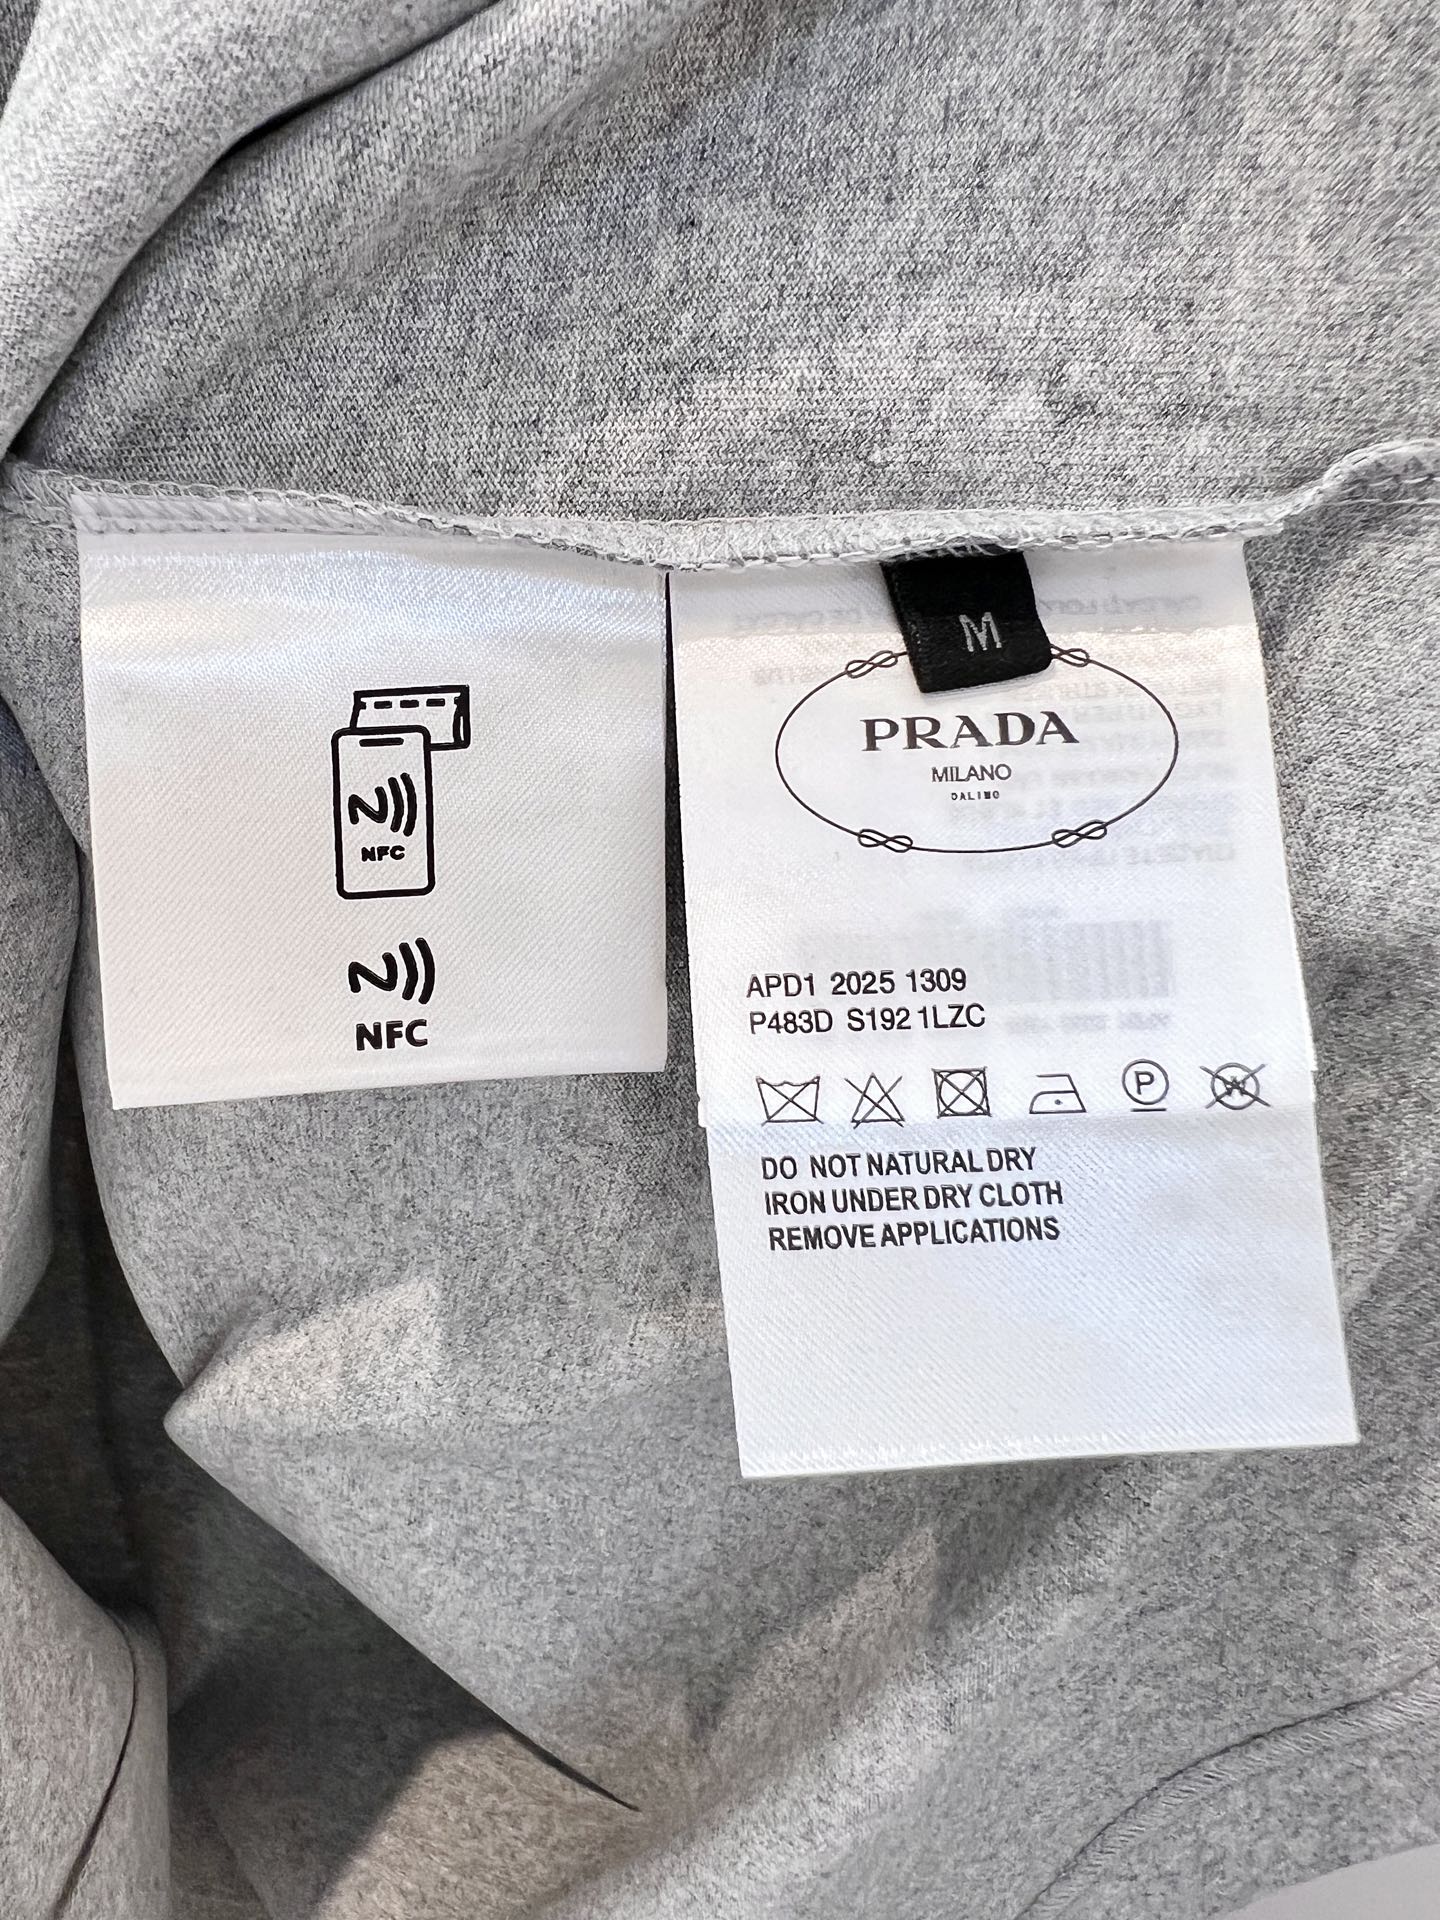 NFC
NFC
M
PRADA
MILANO
DALIMO
APD1 2025 1309
P483D S192 1LZC
P
W
DO NOT NATURAL DRY
IRON UNDER DRY CLOTH
REMOVE APPLICATIONS